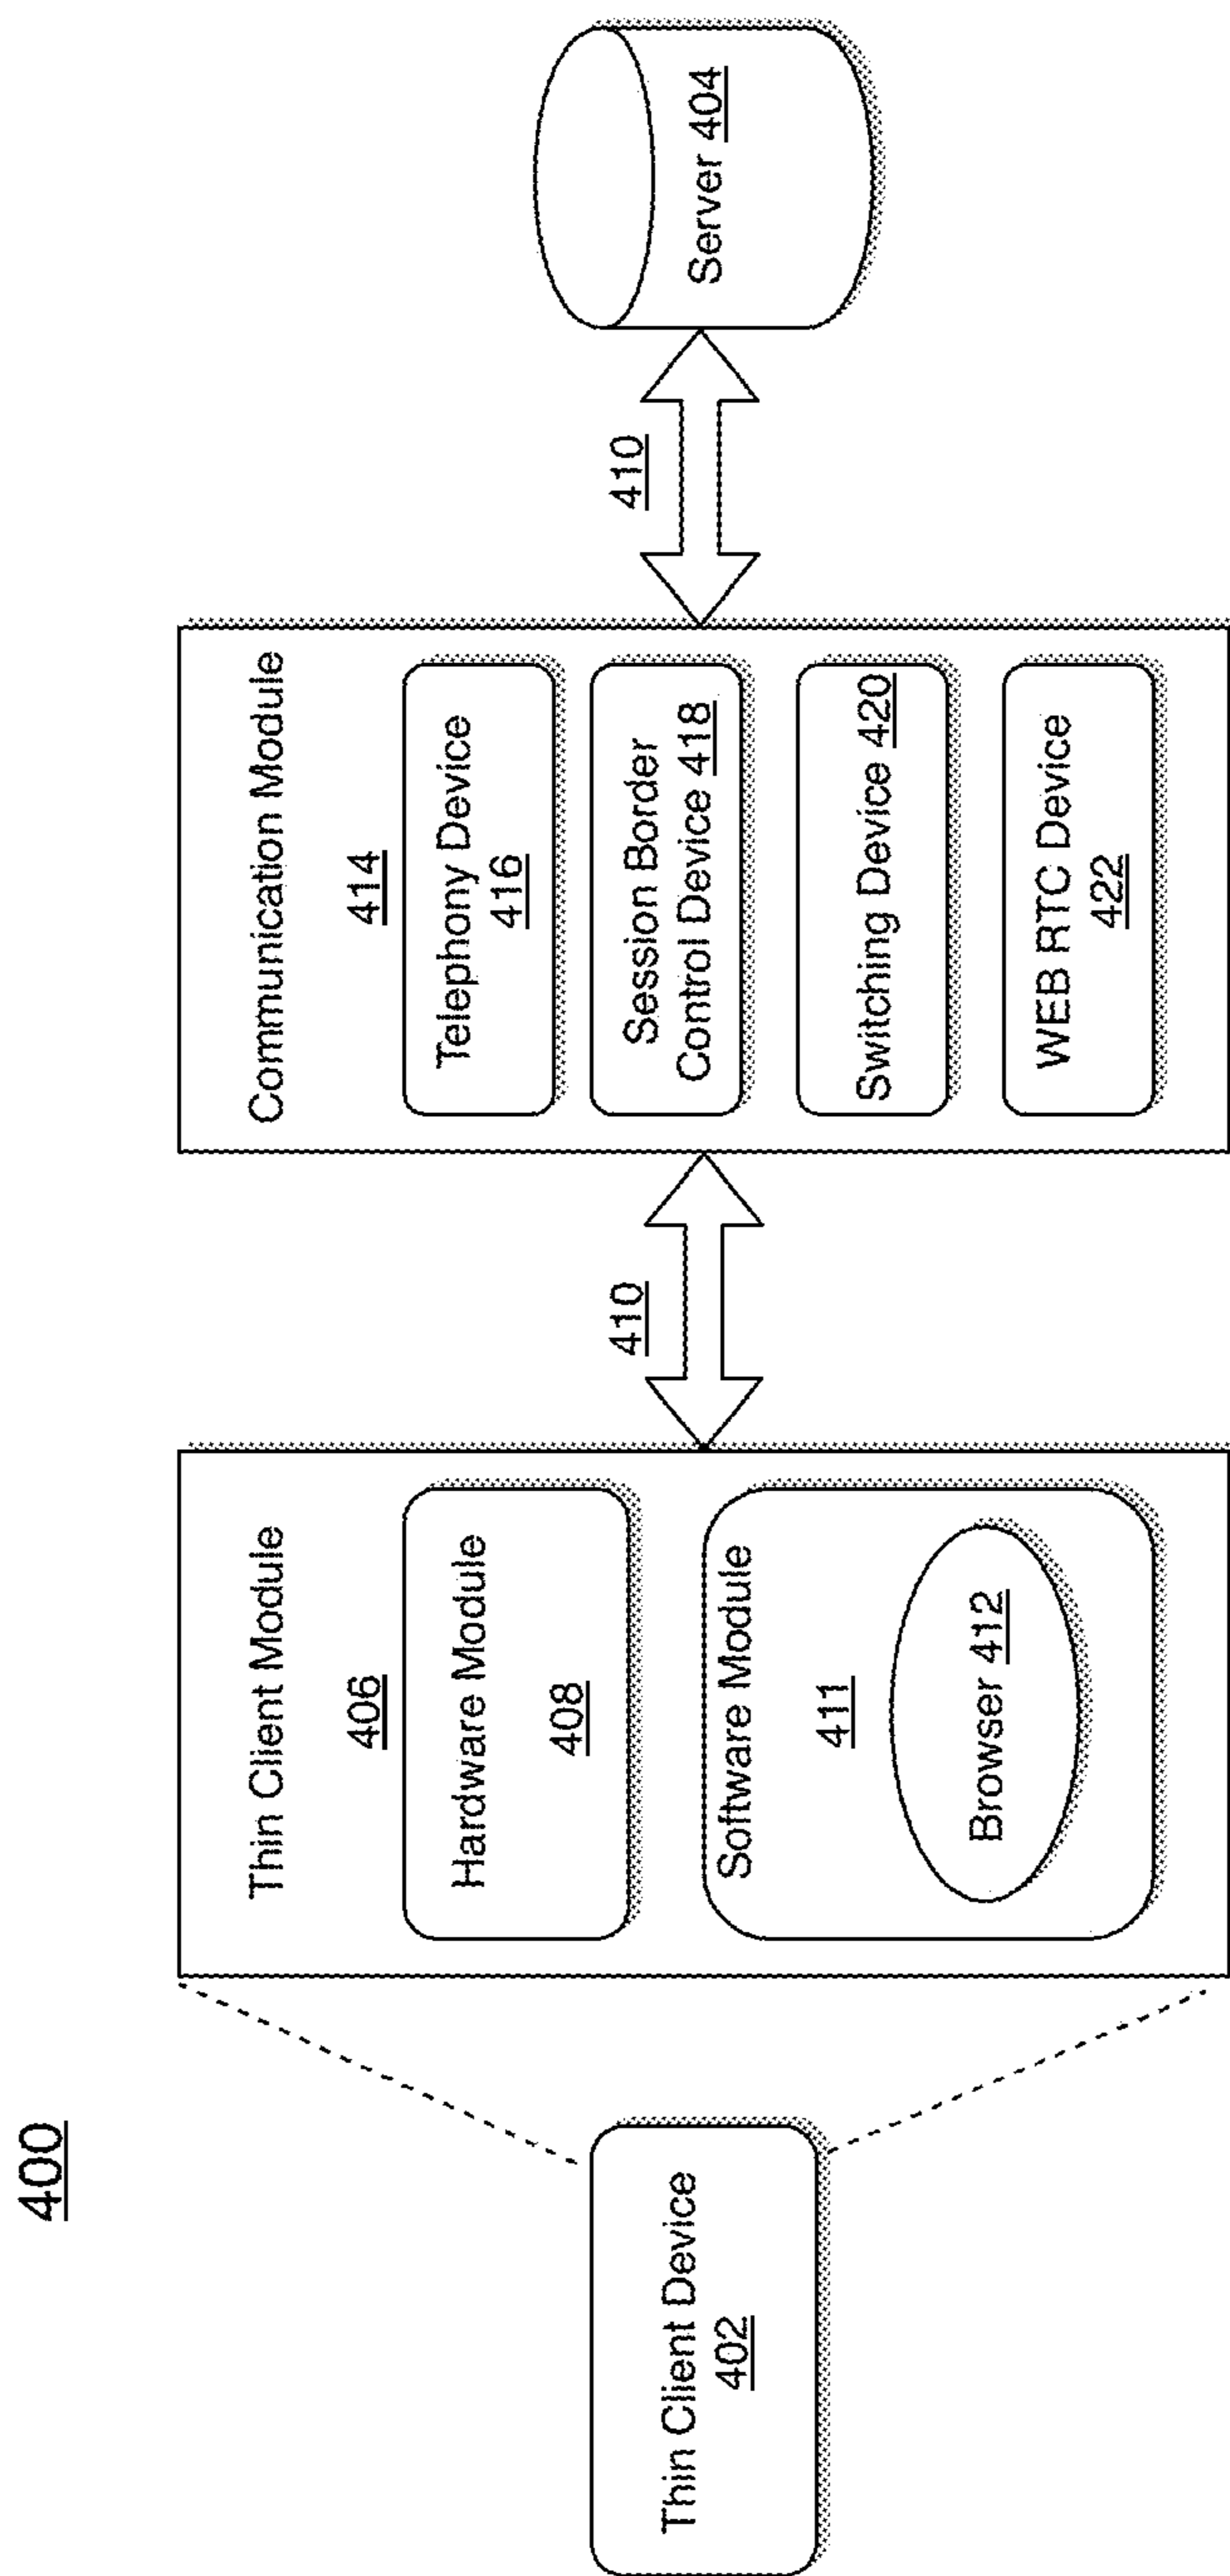 400
Thin Client Device
402
Thin Client Module
406
Hardware Module
408
Software Module
411
Browser 412
410
Communication Module
414
Telephony Device
416
Session Border
Control Device 418
Switching Device 420
WEB RTC Device
422
410
Server 404